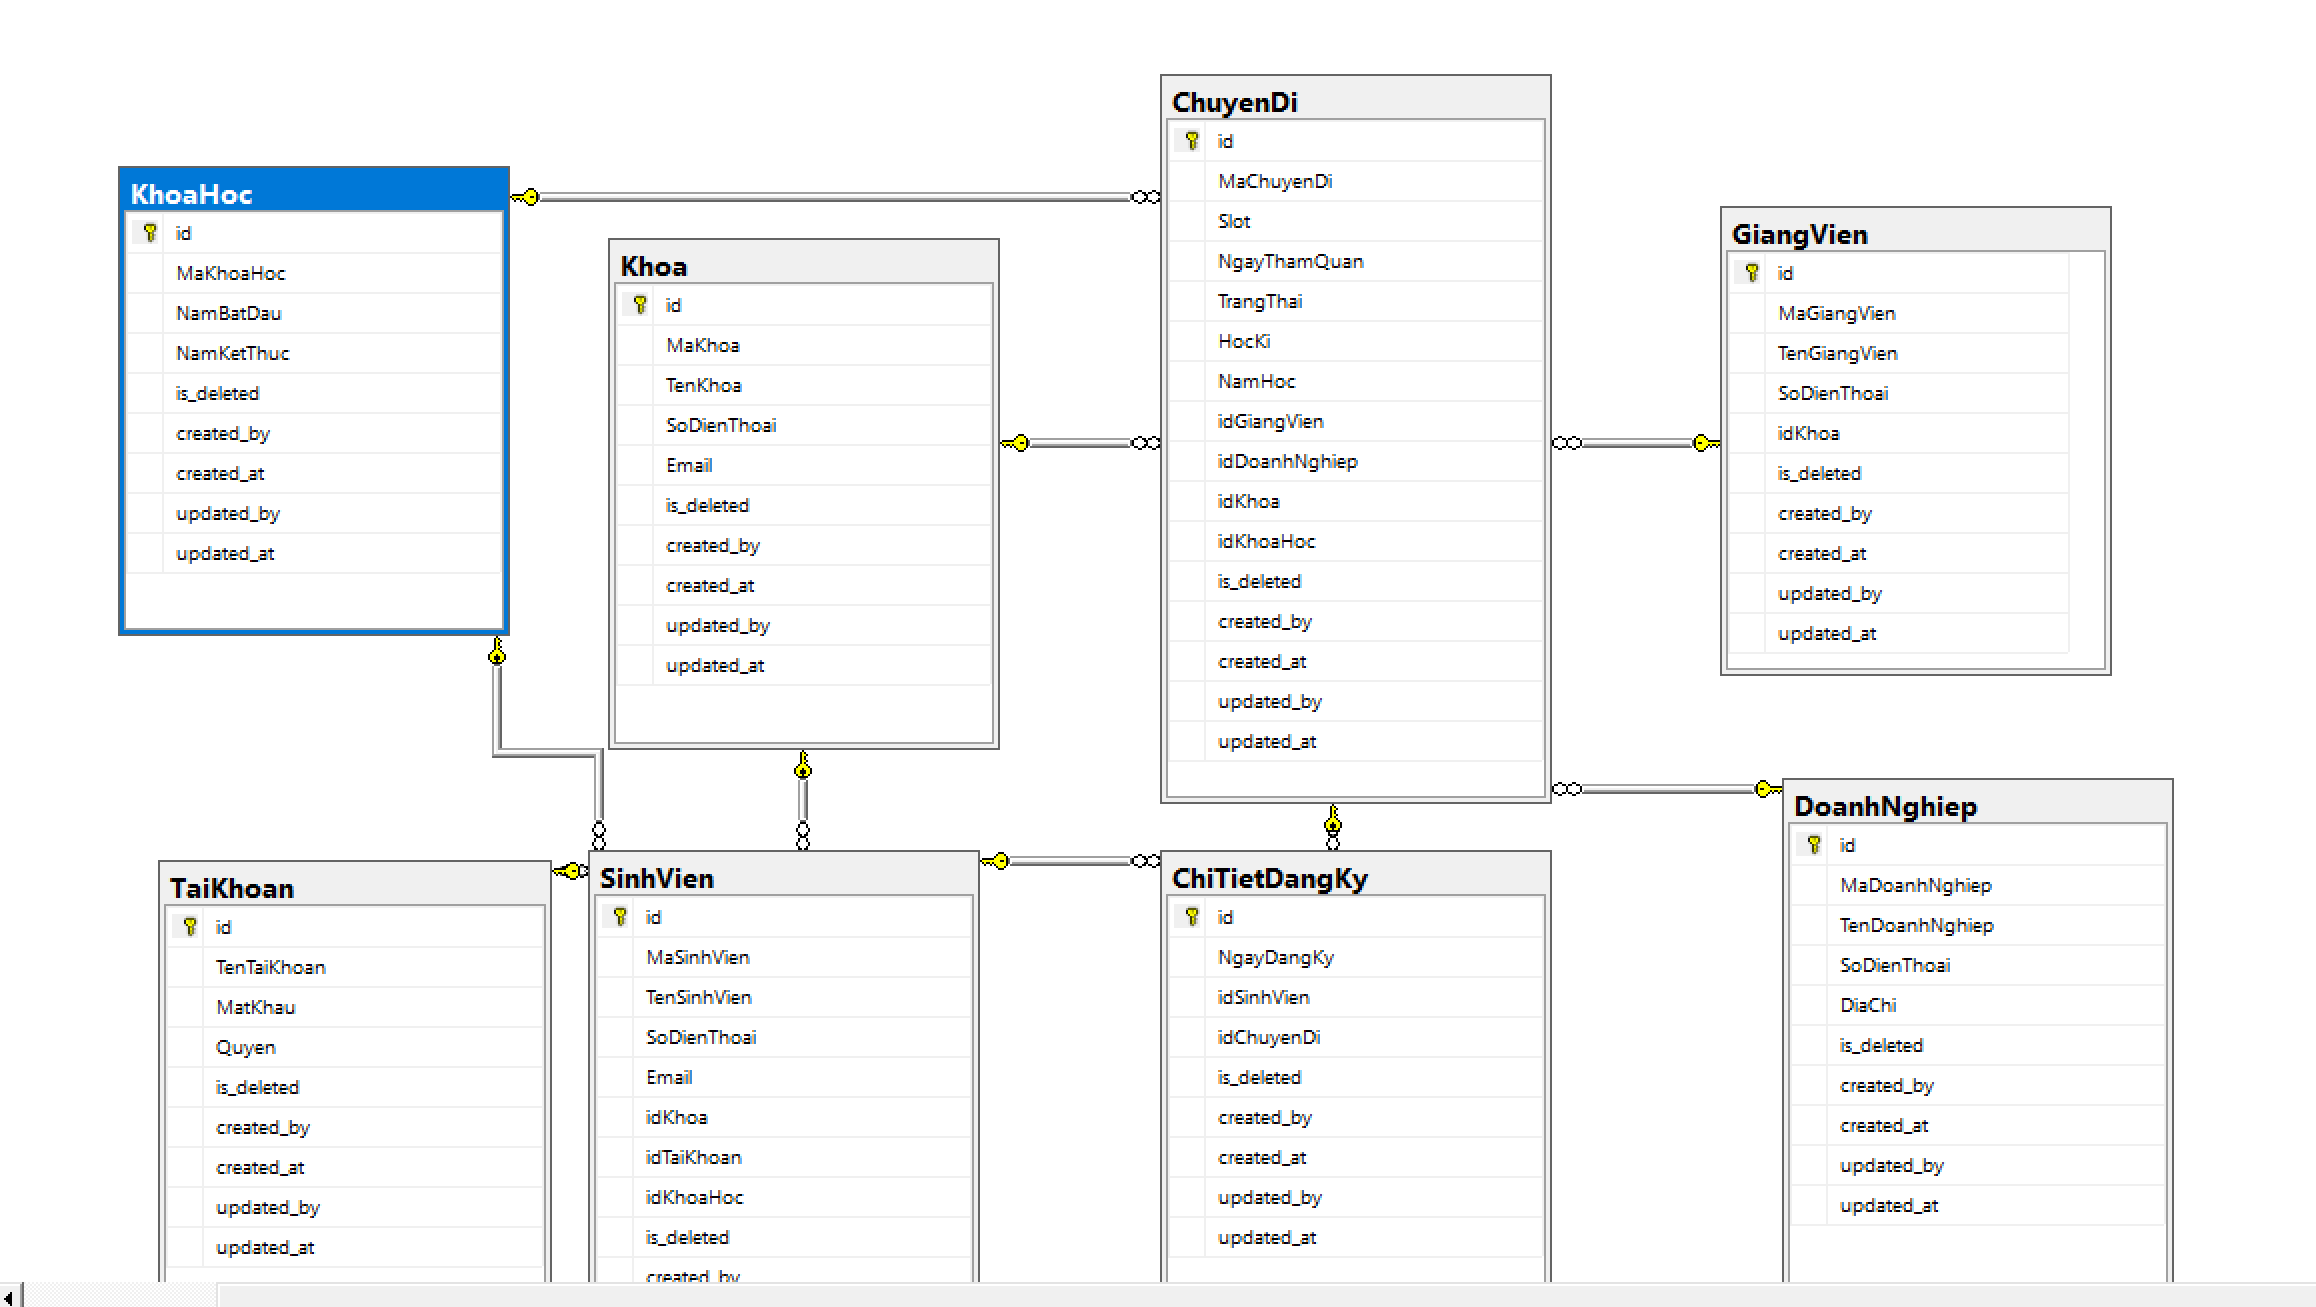 KhoaHoc
id
MaKhoaHoc
NamBatDau
NamKetThuc
is_deleted
created_by
created_at
updated_by
updated_at
Khoa
id
MaKhoa
TenKhoa
SoDienThoai
Email
is_deleted
created_by
created_at
updated_by
updated_at
ChuyenDi
id
MaChuyenDi
Slot
NgayThamQuan
TrangThai
HocKi
NamHoc
idGiangVien
idDoanhNghiep
idKhoa
idKhoaHoc
is_deleted
created_by
created_at
updated_by
updated_at
GiangVien
id
MaGiangVien
TenGiangVien
SoDienThoai
idKhoa
is_deleted
created_by
created_at
updated_by
updated_at
TaiKhoan
id
TenTaiKhoan
MatKhau
Quyen
is_deleted
created_by
created_at
updated_by
updated_at
SinhVien
id
MaSinhVien
TenSinhVien
SoDienThoai
Email
idKhoa
idTaiKhoan
idKhoaHoc
is_deleted
created_by
ChiTietDangKy
id
NgayDangKy
idSinhVien
idChuyenDi
is_deleted
created_by
created_at
updated_by
updated_at
DoanhNghiep
id
MaDoanhNghiep
TenDoanhNghiep
SoDienThoai
DiaChi
is_deleted
created_by
created_at
updated_by
updated_at